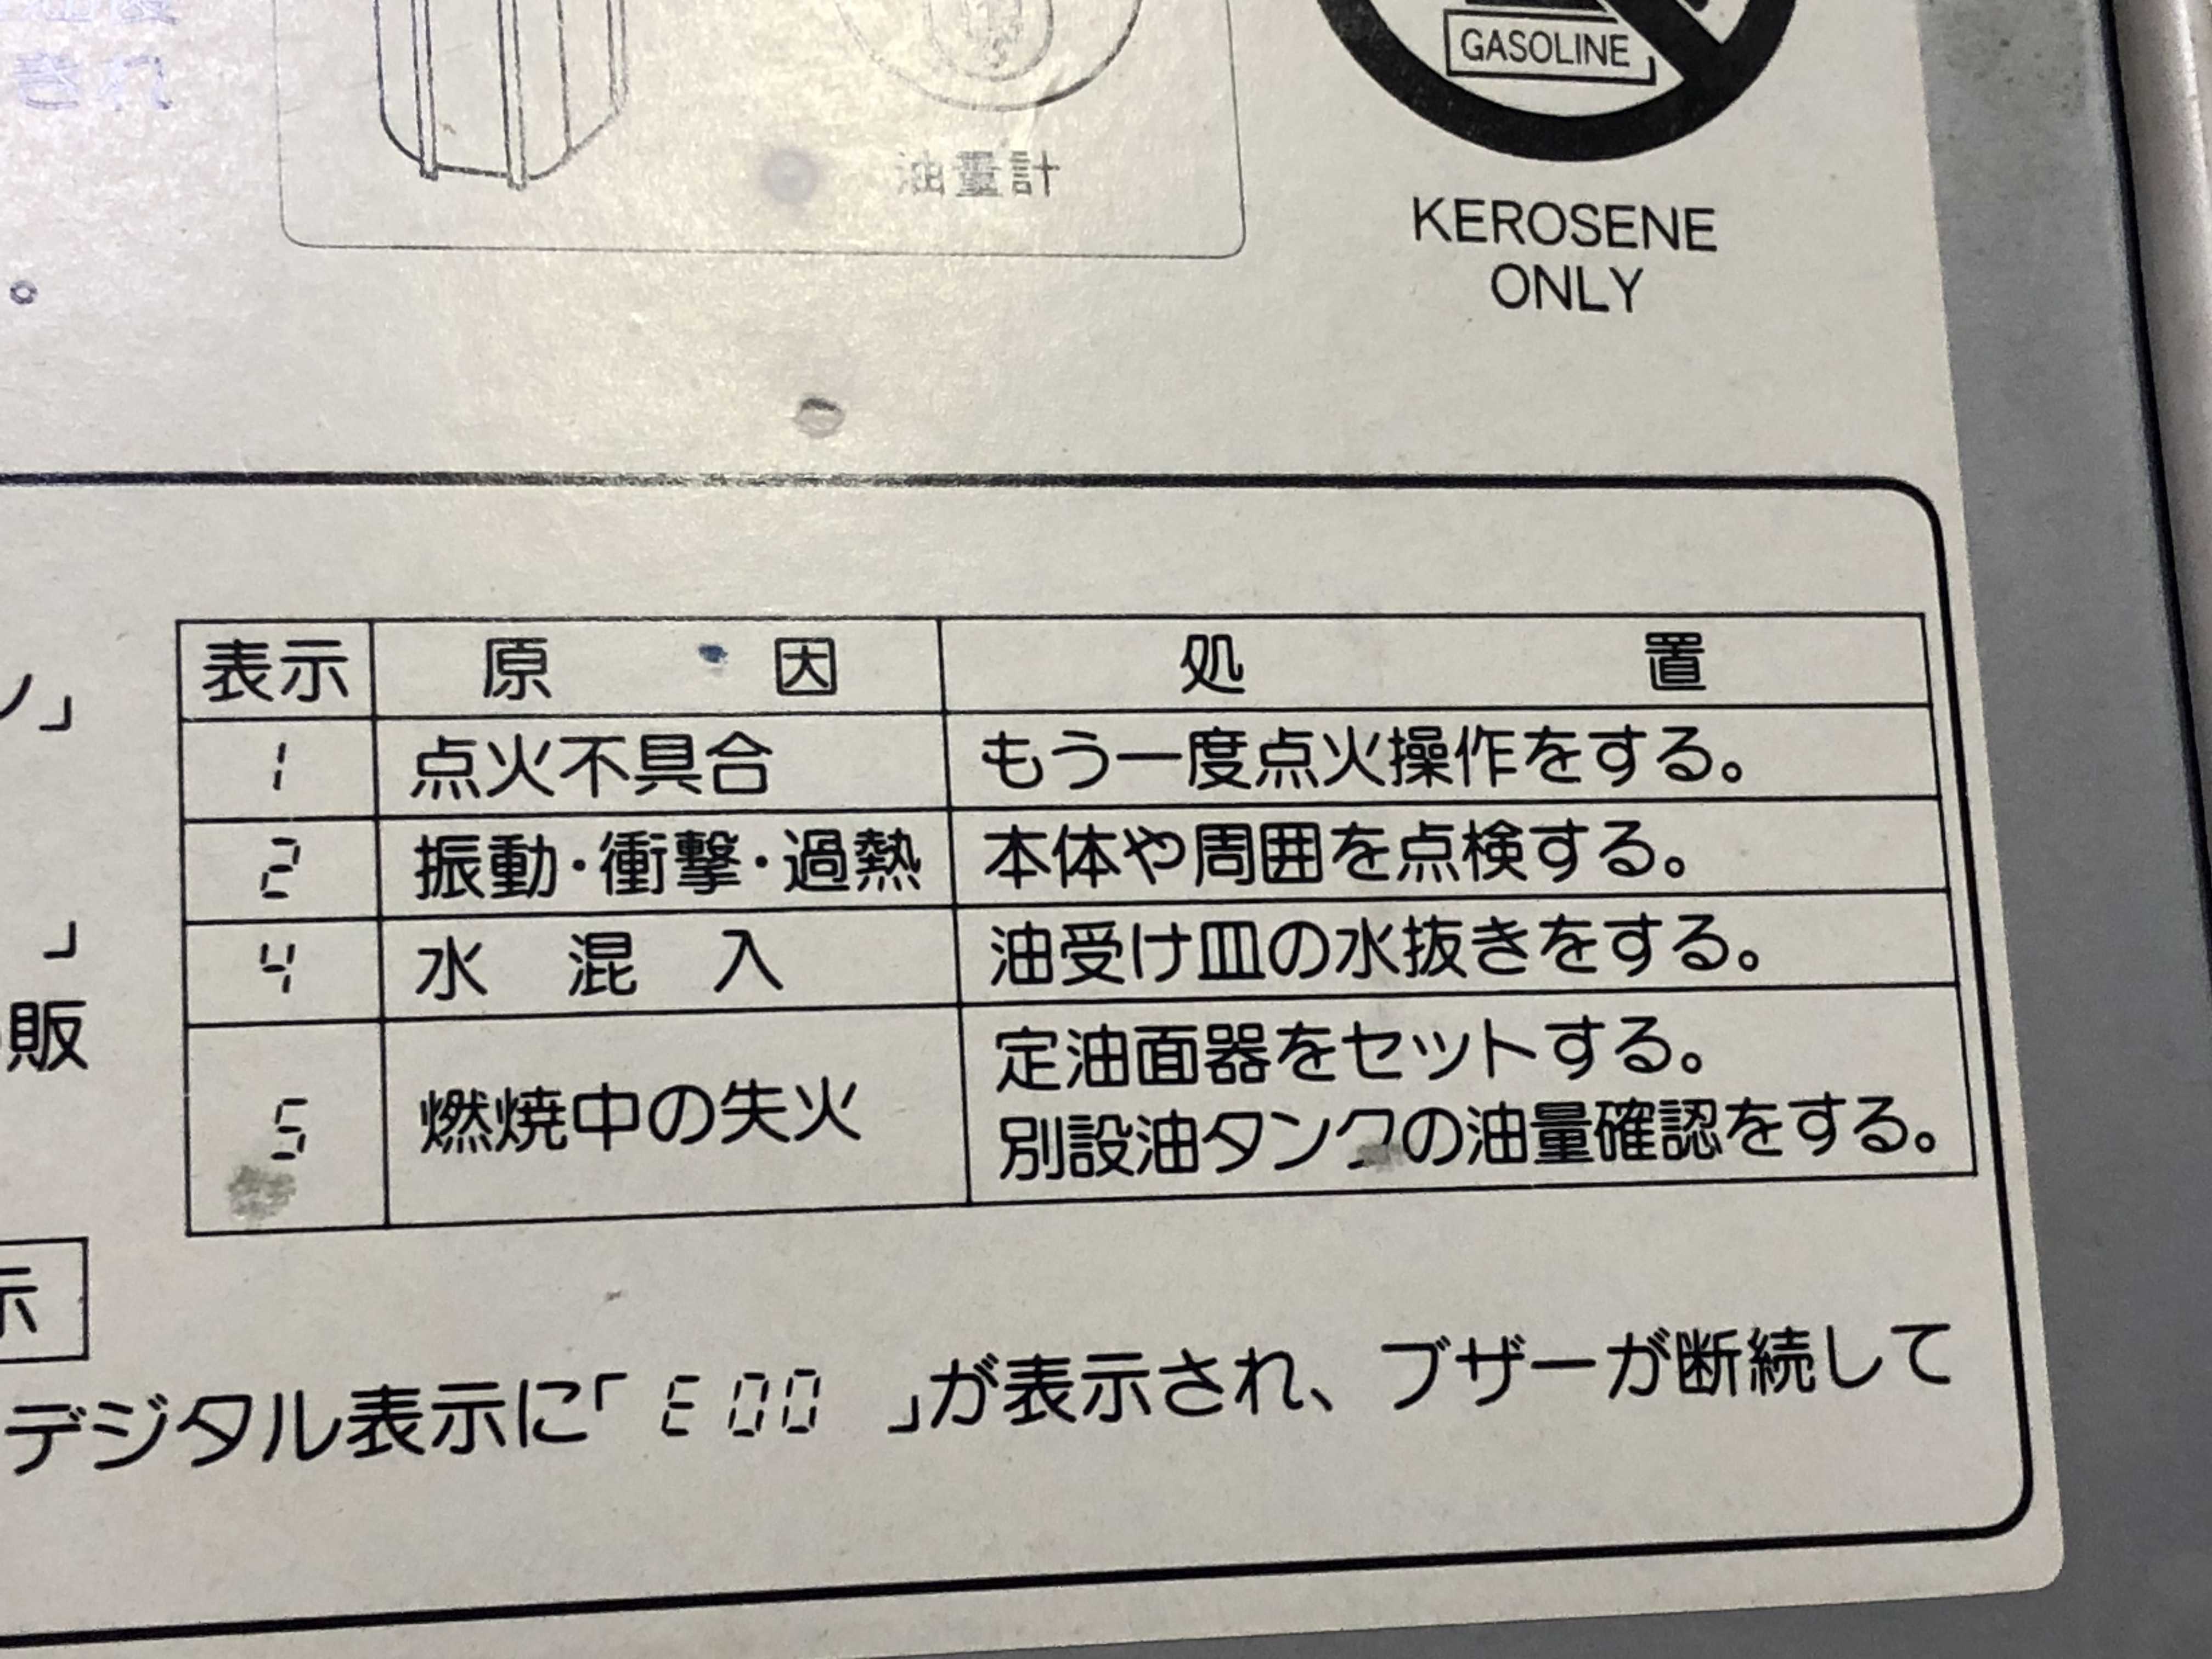 GASOLINE
油量計
KEROSENE
ONLY
表示 原因 処置
1 点火不具合 もう一度点火操作をする。
2 振動・衝撃・過熱 本体や周囲を点検する。
4 水混入 油受け皿の水抜きをする。
5 燃焼中の失火 定油面器をセットする。
別設油タンクの油量確認をする。
」
」
販
示
デジタル表示に「 E00 」が表示され、ブザーが断続して